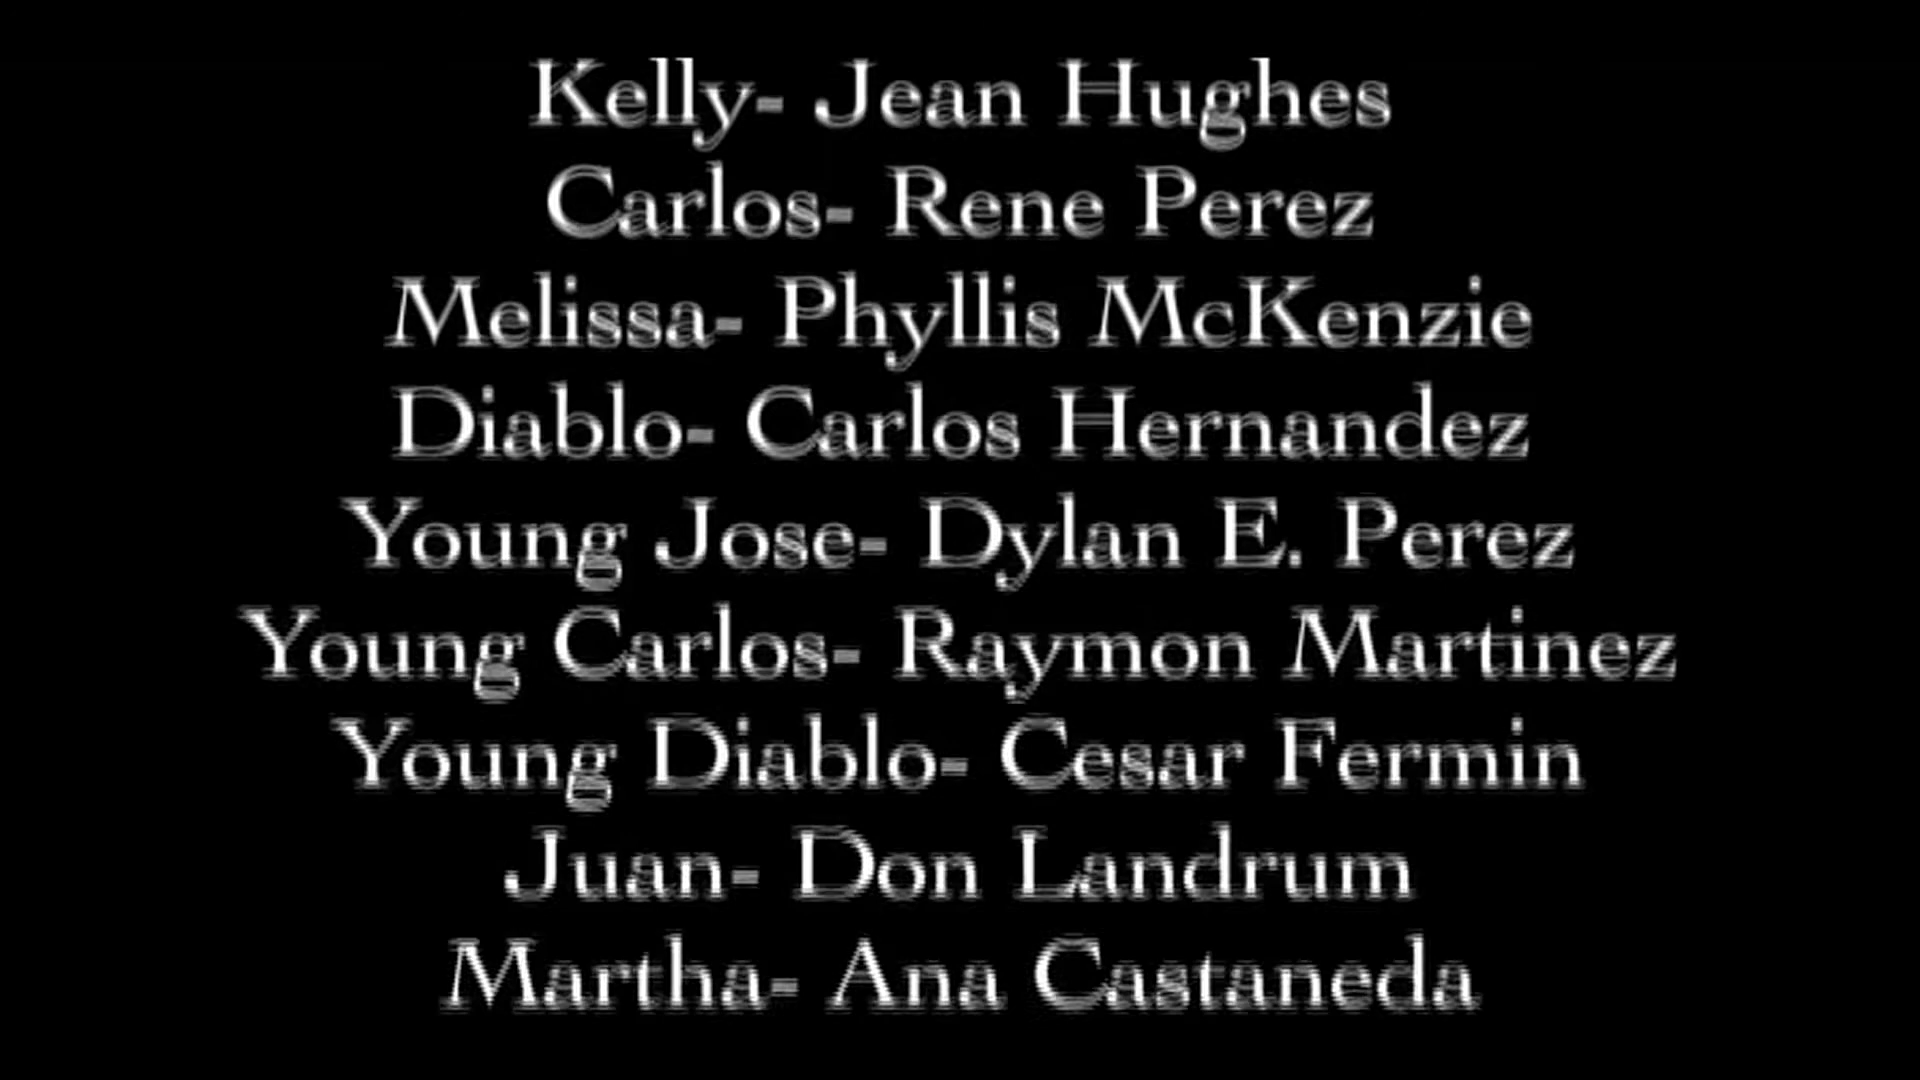 Kelly- Jean Hughes
Carlos- Rene Perez
Melissa- Phyllis McKenzie
Diablo- Carlos Hernandez
Young Jose- Dylan E. Perez
Young Carlos- Raymon Martinez
Young Diablo- Cesar Fermin
Juan- Don Landrum
Martha- Ana Castaneda